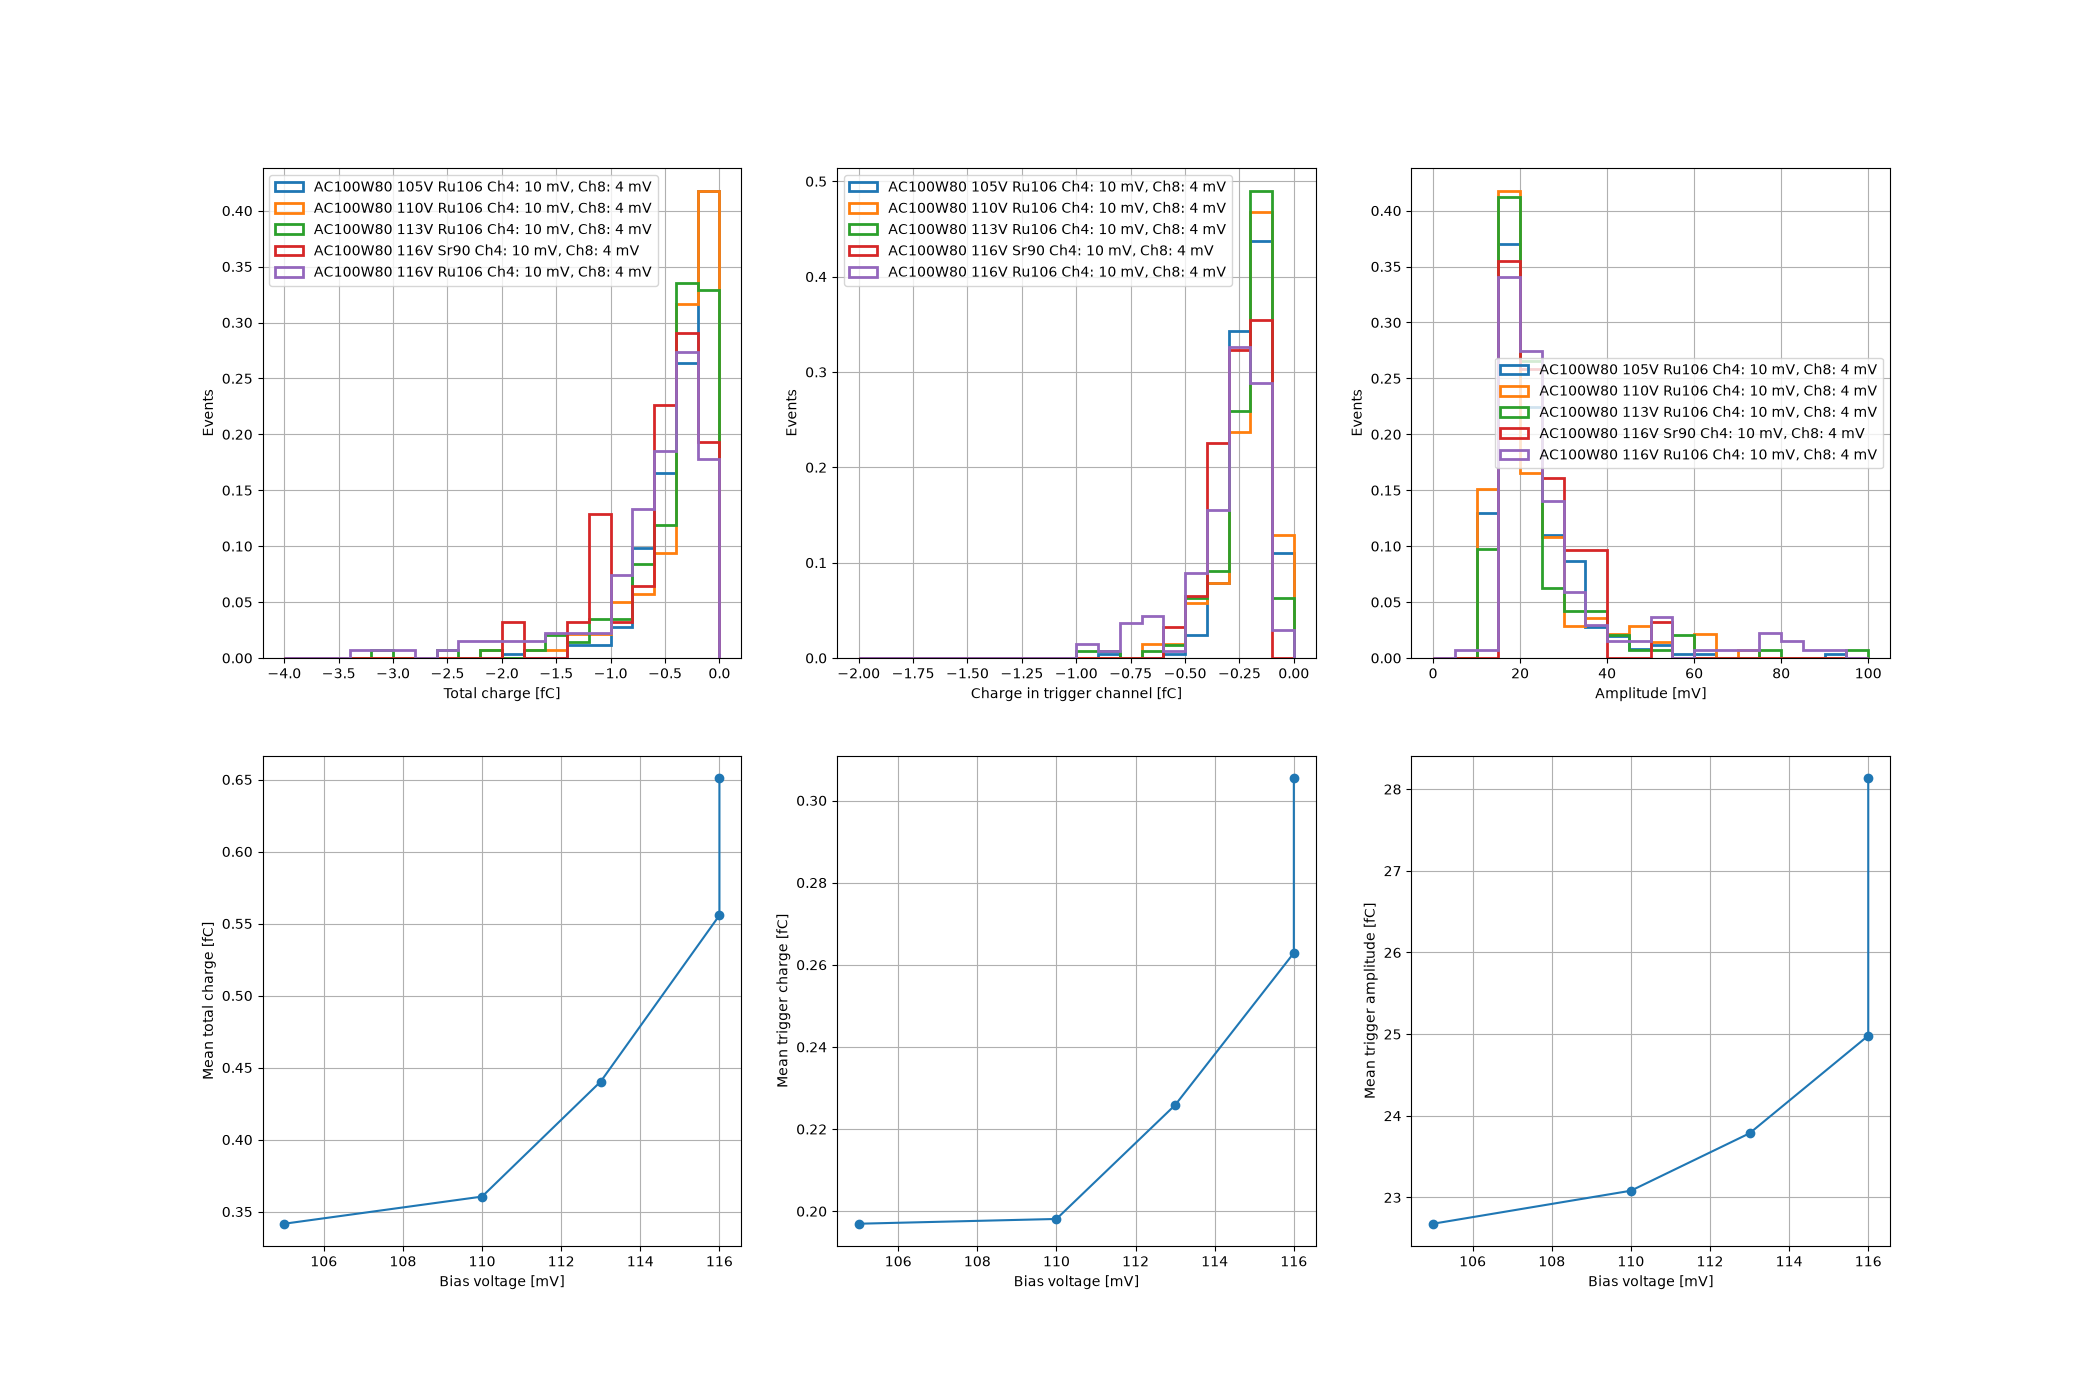 AC100W80 105V Ru106 Ch4: 10 mV, Ch8: 4 mV
AC100W80 110V Ru106 Ch4: 10 mV, Ch8: 4 mV
AC100W80 113V Ru106 Ch4: 10 mV, Ch8: 4 mV
AC100W80 116V Sr90 Ch4: 10 mV, Ch8: 4 mV
AC100W80 116V Ru106 Ch4: 10 mV, Ch8: 4 mV
0.40
0.35
0.30
0.25
0.20
0.15
0.10
0.05
0.00
Events
−4.0 −3.5 −3.0 −2.5 −2.0 −1.5 −1.0 −0.5 0.0
Total charge [fC]
AC100W80 105V Ru106 Ch4: 10 mV, Ch8: 4 mV
AC100W80 110V Ru106 Ch4: 10 mV, Ch8: 4 mV
AC100W80 113V Ru106 Ch4: 10 mV, Ch8: 4 mV
AC100W80 116V Sr90 Ch4: 10 mV, Ch8: 4 mV
AC100W80 116V Ru106 Ch4: 10 mV, Ch8: 4 mV
0.5
0.4
0.3
0.2
0.1
0.0
Events
−2.00 −1.75 −1.50 −1.25 −1.00 −0.75 −0.50 −0.25 0.00
Charge in trigger channel [fC]
AC100W80 105V Ru106 Ch4: 10 mV, Ch8: 4 mV
AC100W80 110V Ru106 Ch4: 10 mV, Ch8: 4 mV
AC100W80 113V Ru106 Ch4: 10 mV, Ch8: 4 mV
AC100W80 116V Sr90 Ch4: 10 mV, Ch8: 4 mV
AC100W80 116V Ru106 Ch4: 10 mV, Ch8: 4 mV
0.40
0.35
0.30
0.25
0.20
0.15
0.10
0.05
0.00
Events
0 20 40 60 80 100
Amplitude [mV]
0.65
0.60
0.55
0.50
0.45
0.40
0.35
Mean total charge [fC]
106 108 110 112 114 116
Bias voltage [mV]
0.30
0.28
0.26
0.24
0.22
0.20
Mean trigger charge [fC]
106 108 110 112 114 116
Bias voltage [mV]
28
27
26
25
24
23
Mean trigger amplitude [fC]
106 108 110 112 114 116
Bias voltage [mV]